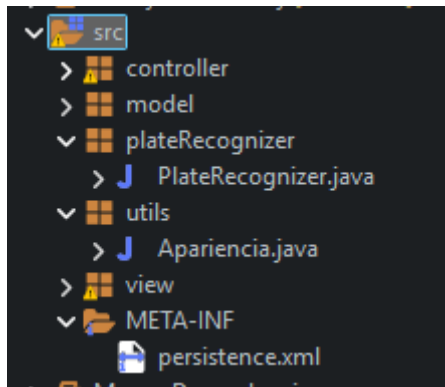 src
controller
model
plateRecognizer
PlateRecognizer.java
utils
Apariencia.java
view
META-INF
persistence.xml